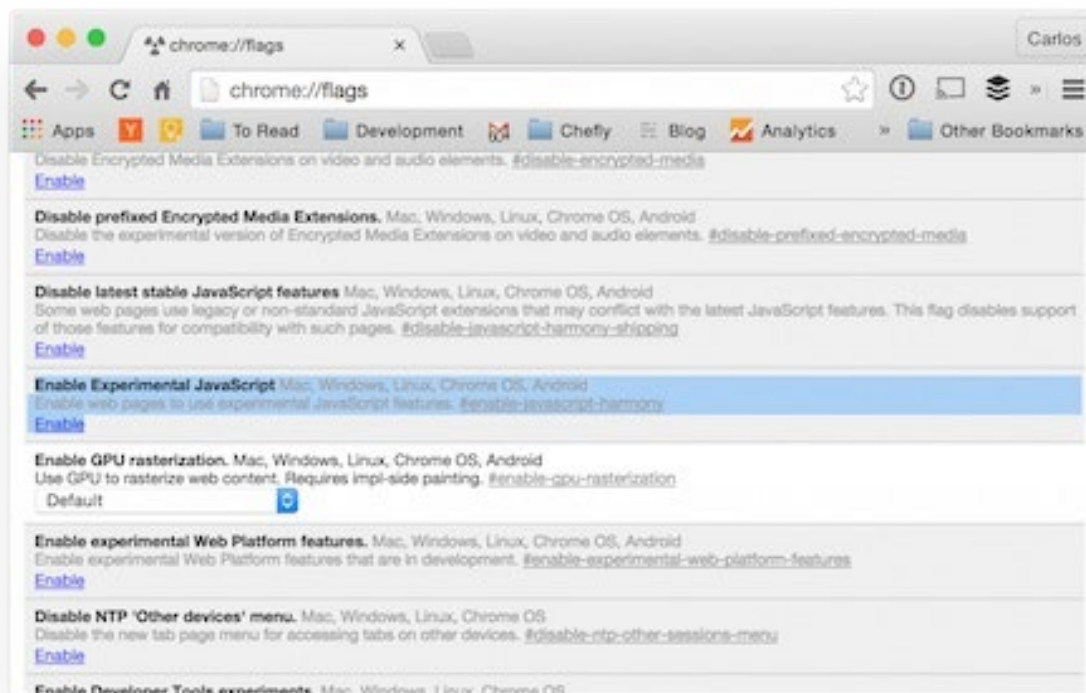 chrome://flags
Carlos
chrome://flags
Apps To Read Development Chefly Blog Analytics » Other Bookmarks
Disable Encrypted Media Extensions on video and audio elements. #disable-encrypted-media
Enable
Disable prefixed Encrypted Media Extensions. Mac, Windows, Linux, Chrome OS, Android
Disable the experimental version of Encrypted Media Extensions on video and audio elements. #disable-prefixed-encrypted-media
Enable
Disable latest stable JavaScript features Mac, Windows, Linux, Chrome OS, Android
Some web pages use legacy or non-standard JavaScript extensions that may conflict with the latest JavaScript features. This flag disables support
of those features for compatibility with such pages. #disable-javascript-harmony-shipping
Enable
Enable Experimental JavaScript Mac, Windows, Linux, Chrome OS, Android
Enable web pages to use experimental JavaScript features. #enable-javascript-harmony
Enable
Enable GPU rasterization. Mac, Windows, Linux, Chrome OS, Android
Use GPU to rasterize web content. Requires impl-side painting. #enable-gpu-rasterization
Default
Enable experimental Web Platform features. Mac, Windows, Linux, Chrome OS, Android
Enable experimental Web Platform features that are in development. #enable-experimental-web-platform-features
Enable
Disable NTP 'Other devices' menu. Mac, Windows, Linux, Chrome OS
Disable the new tab page menu for accessing tabs on other devices. #disable-ntp-other-sessions-menu
Enable
Enable Developer Tools experiments. Mac, Windows, Linux, Chrome OS